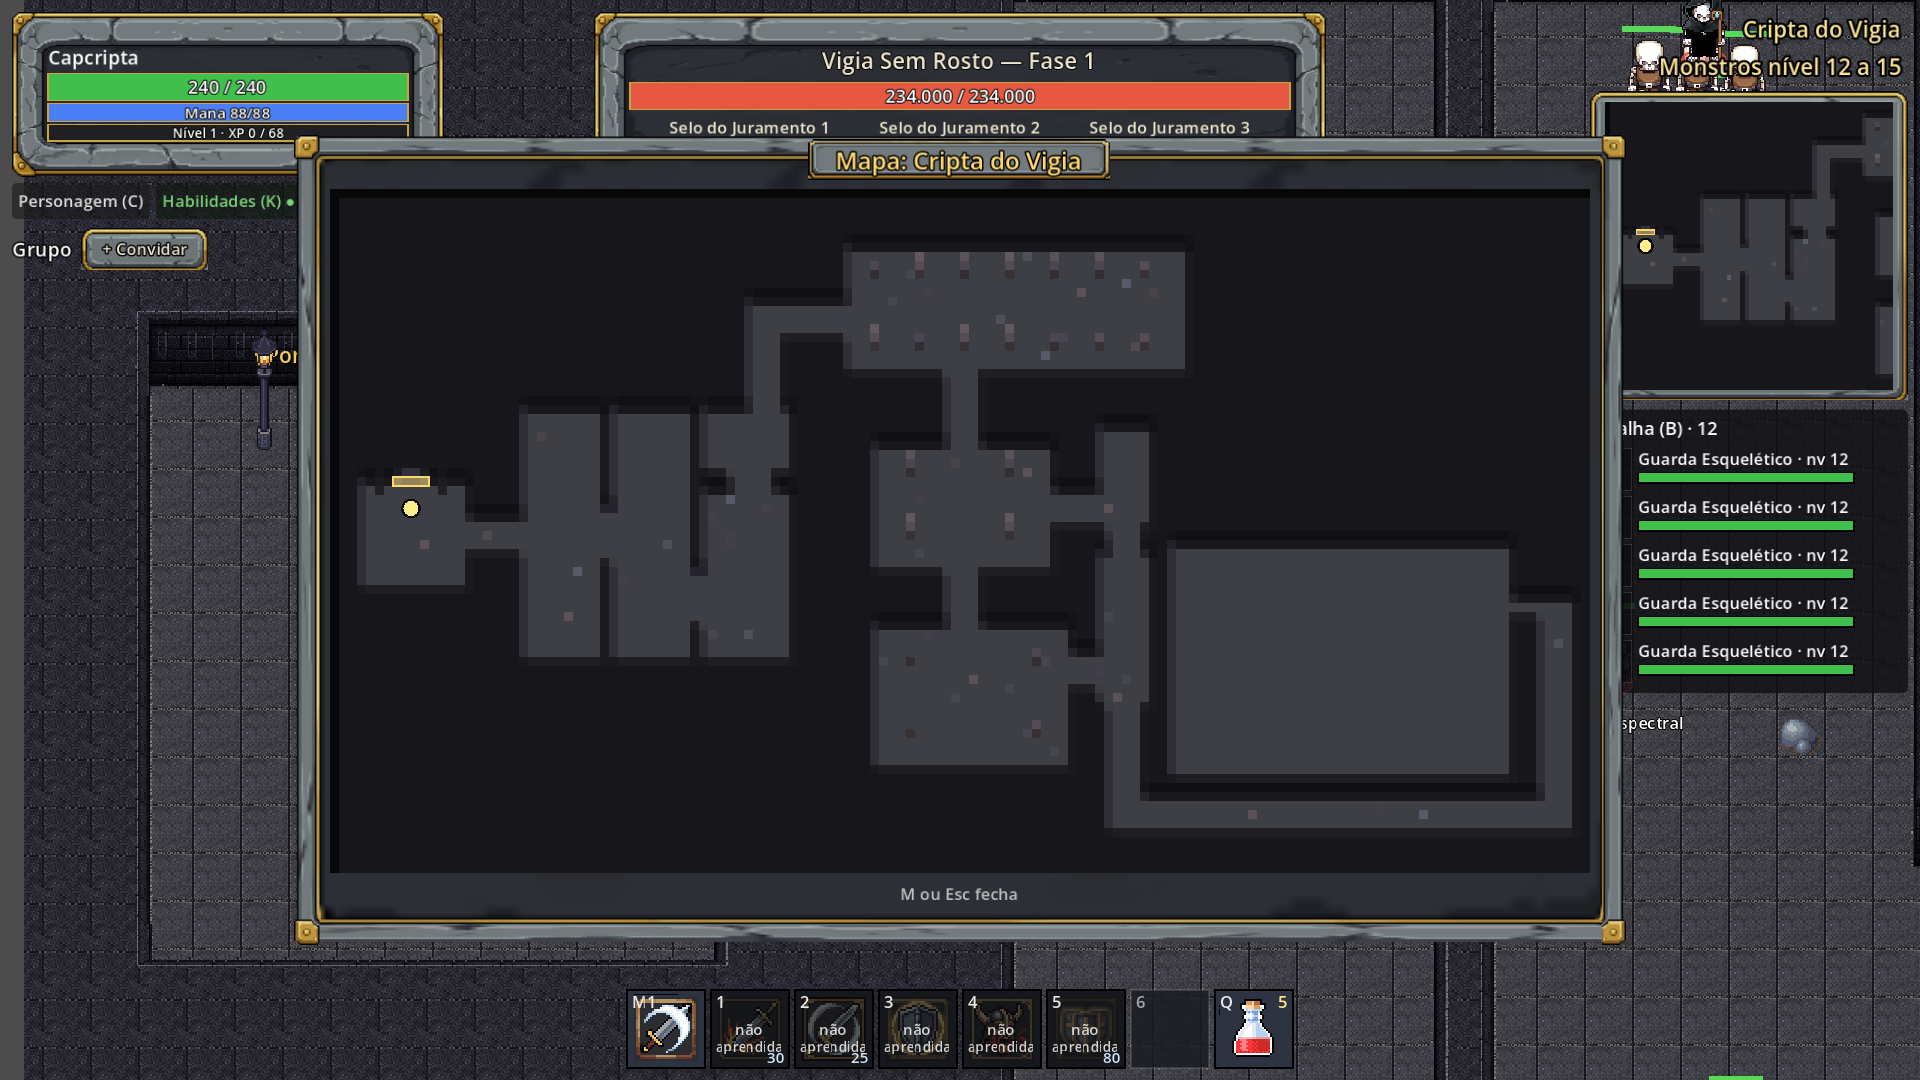 Capcripta
240 / 240
Mana 88/88
Nível 1 · XP 0 / 68
Vigia Sem Rosto — Fase 1
234.000 / 234.000
Selo do Juramento 1
Selo do Juramento 2
Selo do Juramento 3
Cripta do Vigia
Monstros nível 12 a 15
Mapa: Cripta do Vigia
Personagem (C)
Habilidades (K) ●
Grupo
+ Convidar
alha (B) · 12
Guarda Esquelético · nv 12
Guarda Esquelético · nv 12
Guarda Esquelético · nv 12
Guarda Esquelético · nv 12
Guarda Esquelético · nv 12
spectral
M ou Esc fecha
M1
1
não
aprendida
30
2
não
aprendida
25
3
não
aprendida
4
não
aprendida
5
não
aprendida
80
6
Q
5